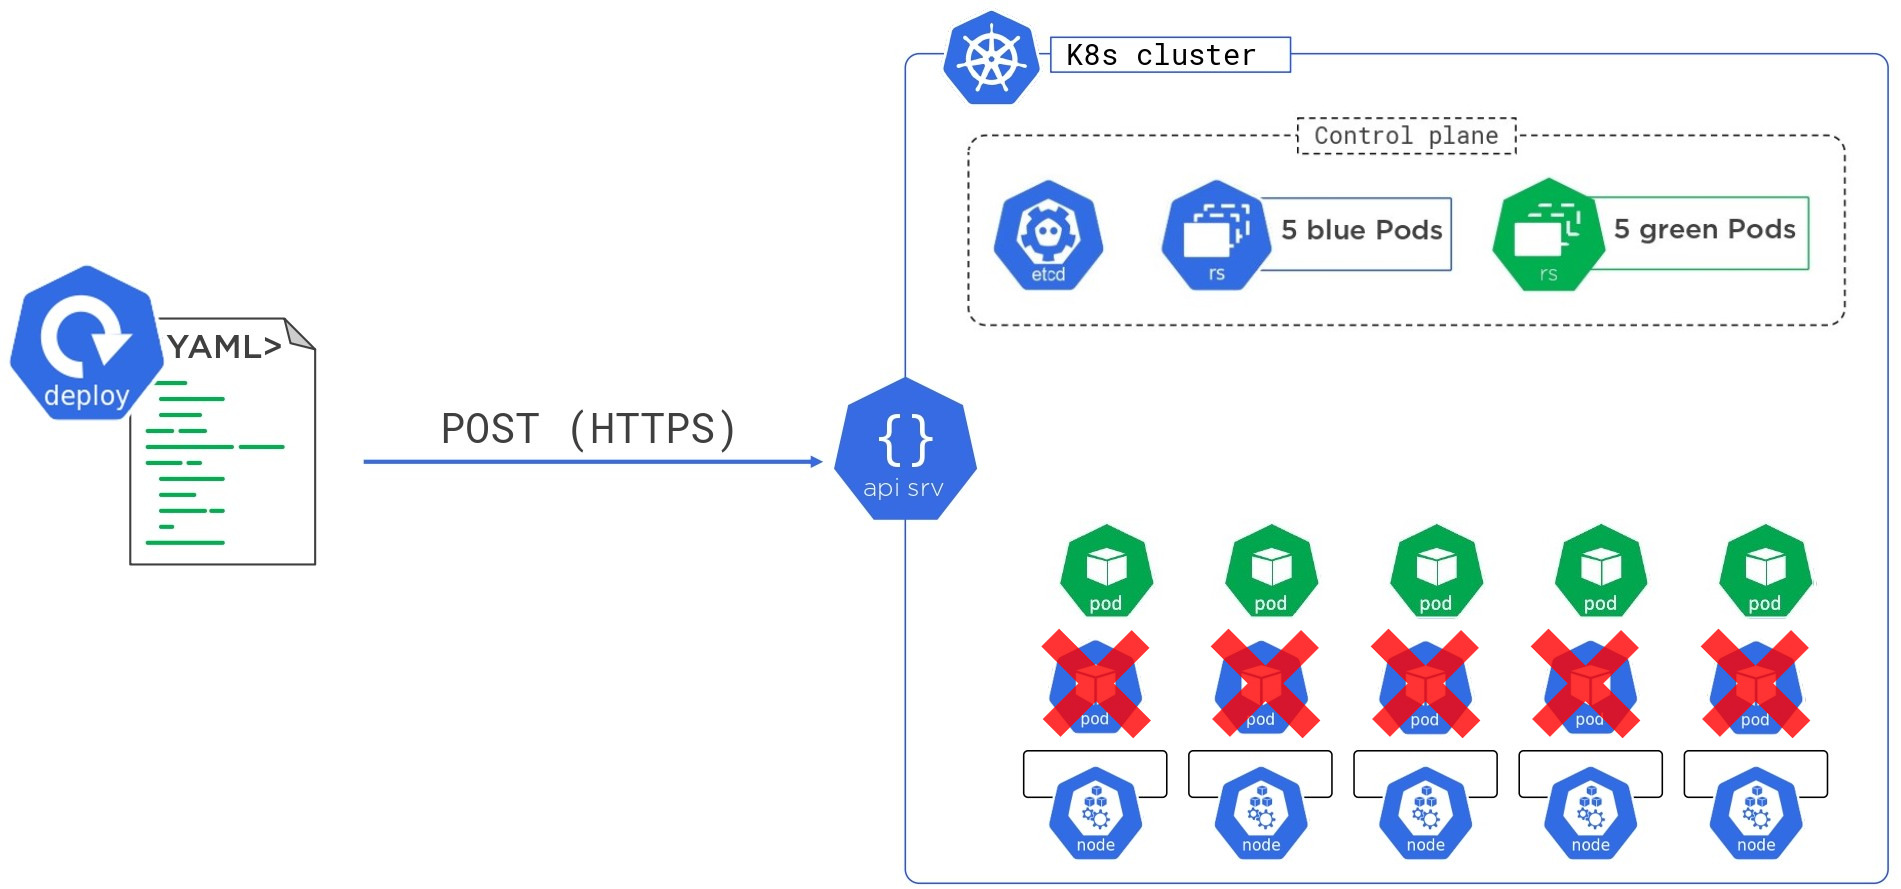 K8s cluster
Control plane
etcd
rs
5 blue Pods
rs
5 green Pods
YAML>
deploy
POST (HTTPS)
{}
api srv
pod
pod
pod
pod
pod
pod
pod
pod
pod
pod
node
node
node
node
node